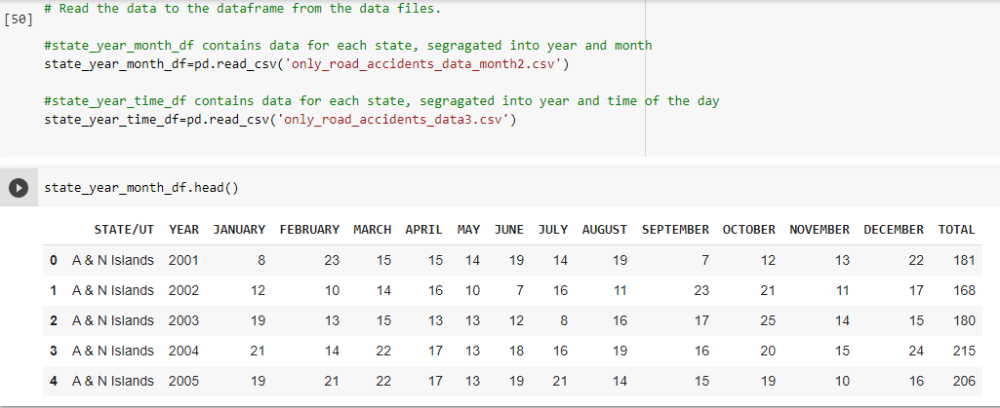 # Read the data to the dataframe from the data files.
[50]
#state_year_month_df contains data for each state, segragated into year and month
state_year_month_df=pd.read_csv('only_road_accidents_data_month2.csv')
#state_year_time_df contains data for each state, segragated into year and time of the day
state_year_time_df=pd.read_csv('only_road_accidents_data3.csv')
state_year_month_df.head()
STATE/UT YEAR JANUARY FEBRUARY MARCH APRIL MAY JUNE JULY AUGUST SEPTEMBER OCTOBER NOVEMBER DECEMBER TOTAL
0 A & N Islands 2001 8 23 15 15 14 19 14 19 7 12 13 22 181
1 A & N Islands 2002 12 10 14 16 10 7 16 11 23 21 11 17 168
2 A & N Islands 2003 19 13 15 13 13 12 8 16 17 25 14 15 180
3 A & N Islands 2004 21 14 22 17 13 18 16 19 16 20 15 24 215
4 A & N Islands 2005 19 21 22 17 13 19 21 14 15 19 10 16 206